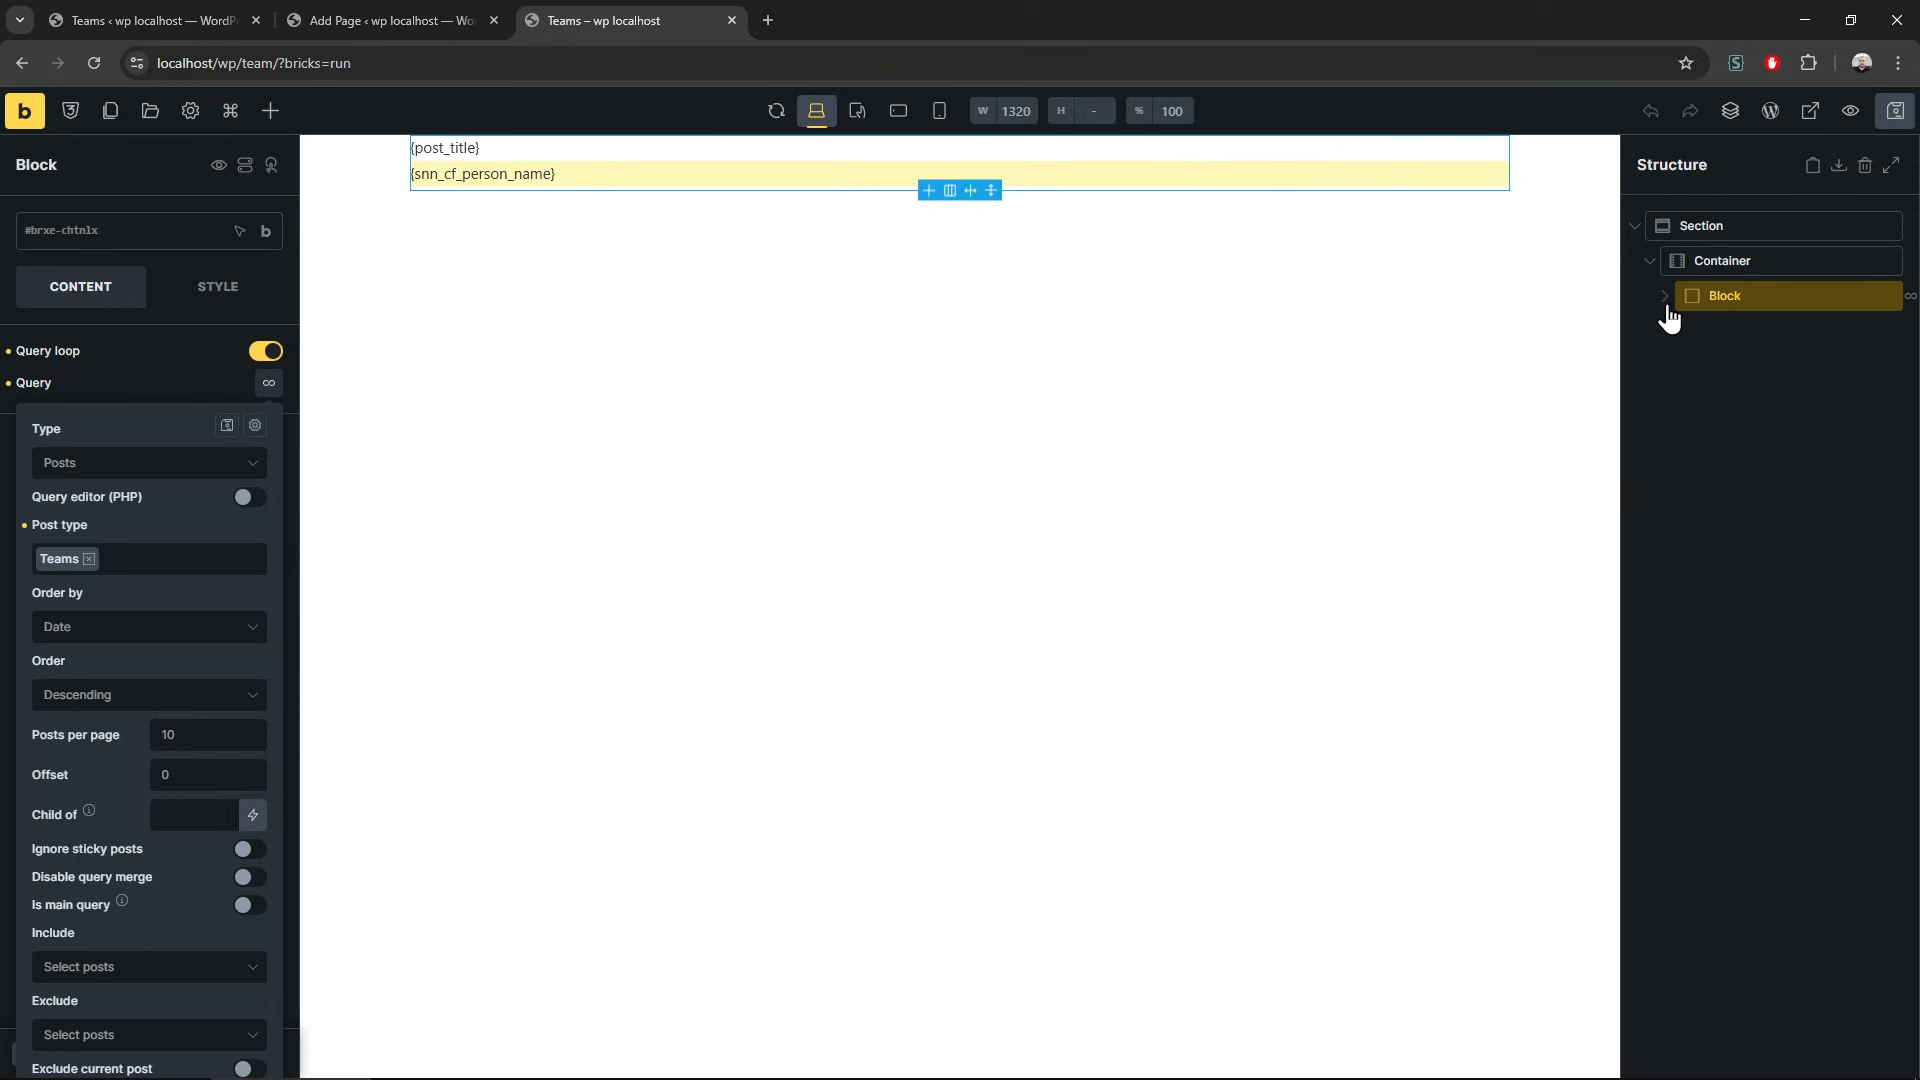 Teams ‹ wp localhost — WordP
Add Page ‹ wp localhost — Wo
Teams – wp localhost
localhost/wp/team/?bricks=run
b
W 1320
H -
% 100
Block
#brxe-chtnlx
b
CONTENT
STYLE
Query loop
Query
Type
Posts
Query editor (PHP)
Post type
Teams
Order by
Date
Order
Descending
Posts per page
10
Offset
0
Child of
Ignore sticky posts
Disable query merge
Is main query
Include
Select posts
Exclude
Select posts
Exclude current post
{post_title}
{snn_cf_person_name}
Structure
Section
Container
Block